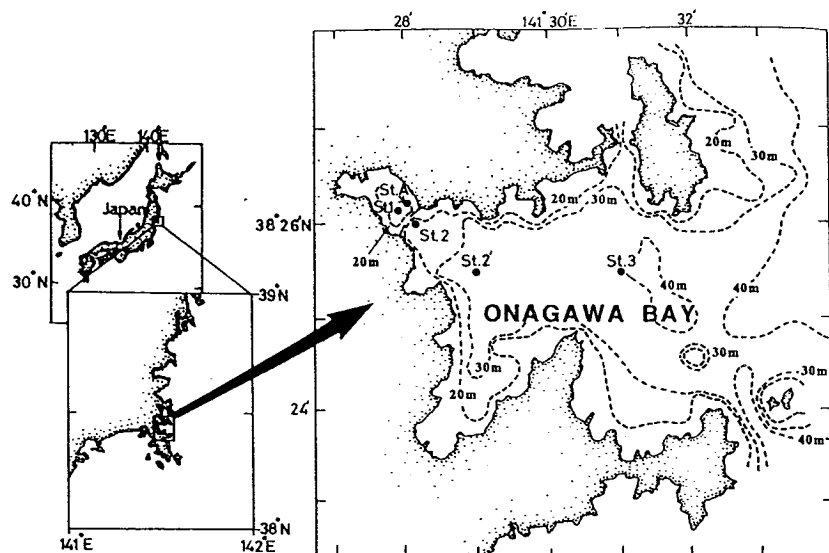 28'
141° 30'E
32'
130°E
140°E
40°N
Japan
30°N
39°N
38°N
141°E
142°E
38° 26'N
24'
St.A
St.1
St.2
St.2'
St.3
20m
20m
30m
20m
30m
40m
40m
ONAGAWA BAY
30m
30m
20m
30m
40m